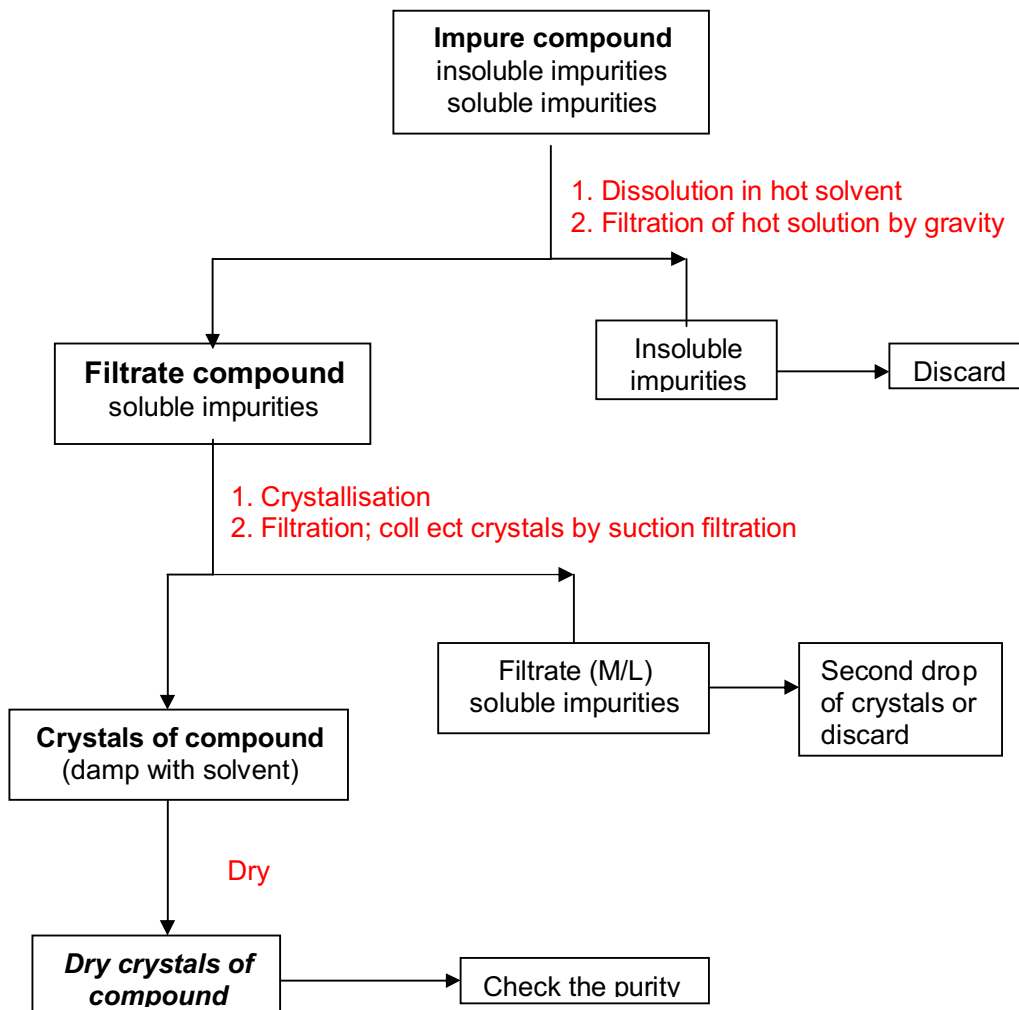 Impure compound
insoluble impurities
soluble impurities
1. Dissolution in hot solvent
2. Filtration of hot solution by gravity
Filtrate compound
soluble impurities
Insoluble
impurities
Discard
1. Crystallisation
2. Filtration; coll ect crystals by suction filtration
Crystals of compound
(damp with solvent)
Filtrate (M/L)
soluble impurities
Second drop
of crystals or
discard
Dry
Dry crystals of
compound
Check the purity